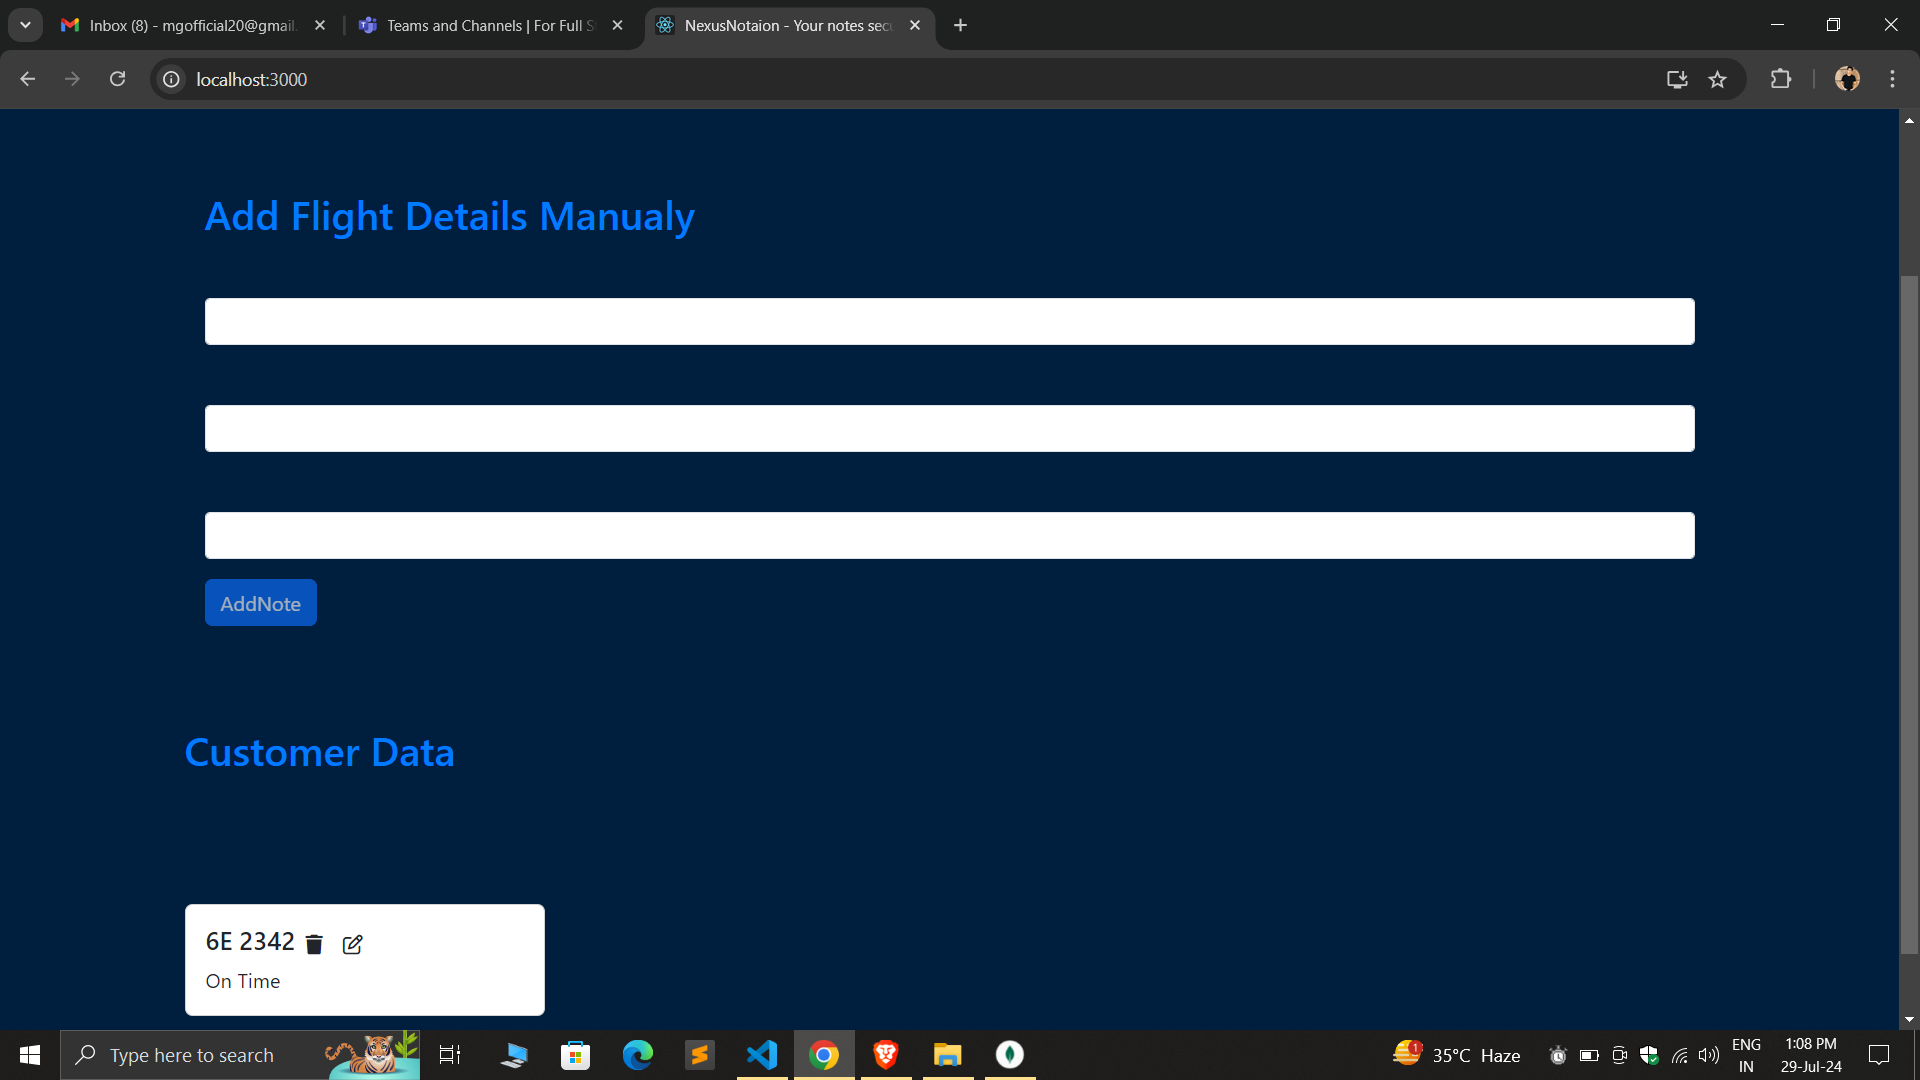 Inbox (8) - mgofficial20@gmail.
Teams and Channels | For Full S
NexusNotaion - Your notes secu
localhost:3000
Add Flight Details Manualy
AddNote
Customer Data
6E 2342
On Time
Type here to search
1
35°C Haze
ENG
IN
1:08 PM
29-Jul-24